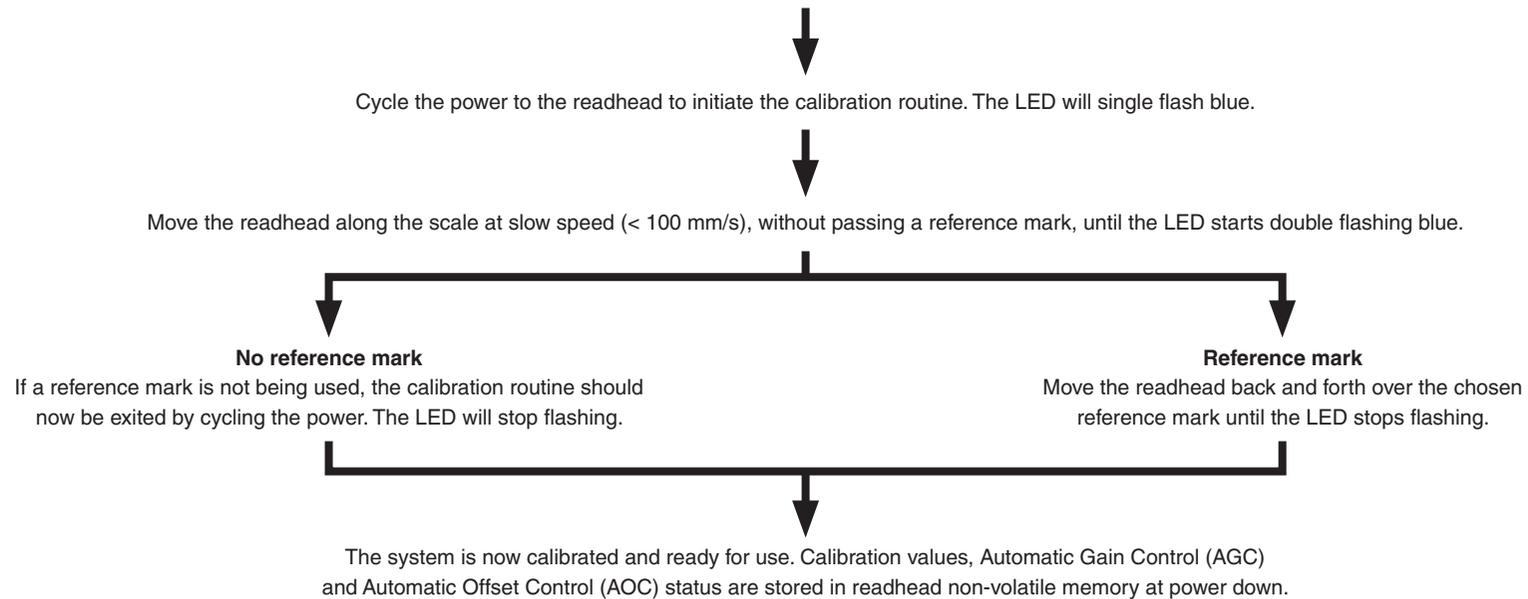 Cycle the power to the readhead to initiate the calibration routine. The LED will single flash blue.
Move the readhead along the scale at slow speed (< 100 mm/s), without passing a reference mark, until the LED starts double flashing blue.
No reference mark
If a reference mark is not being used, the calibration routine should
now be exited by cycling the power. The LED will stop flashing.
Reference mark
Move the readhead back and forth over the chosen
reference mark until the LED stops flashing.
The system is now calibrated and ready for use. Calibration values, Automatic Gain Control (AGC)
and Automatic Offset Control (AOC) status are stored in readhead non-volatile memory at power down.